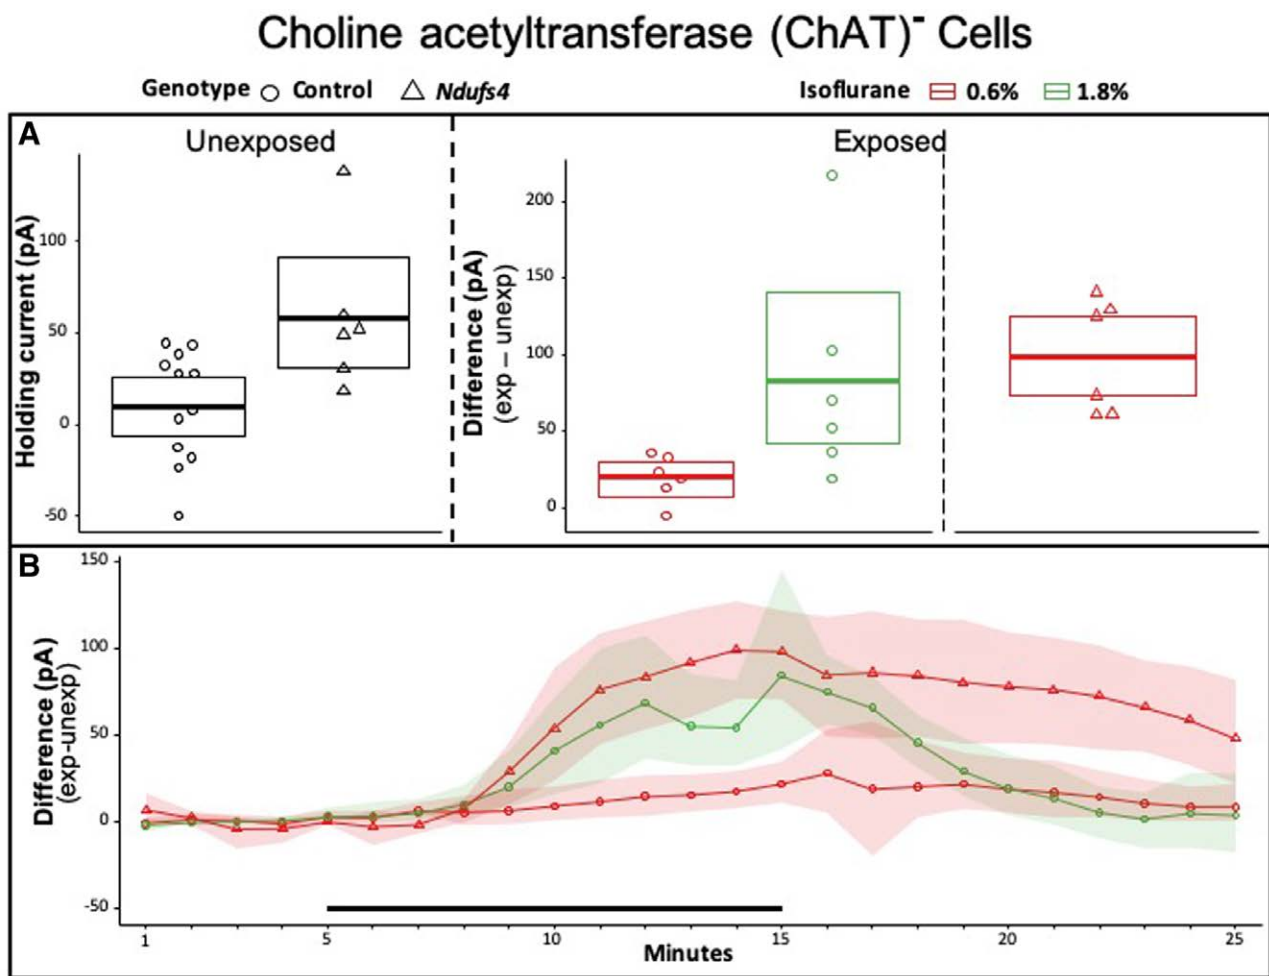 Choline acetyltransferase (ChAT)⁻ Cells
Genotype Control Ndufs4 Isoflurane 0.6% 1.8%
A
Unexposed
Exposed
Holding current (pA)
100
50
0
-50
Difference (pA)
(exp – unexp)
200
150
100
50
0
B
Difference (pA)
(exp-unexp)
150
100
50
0
-50
1 5 10 15 20 25
Minutes